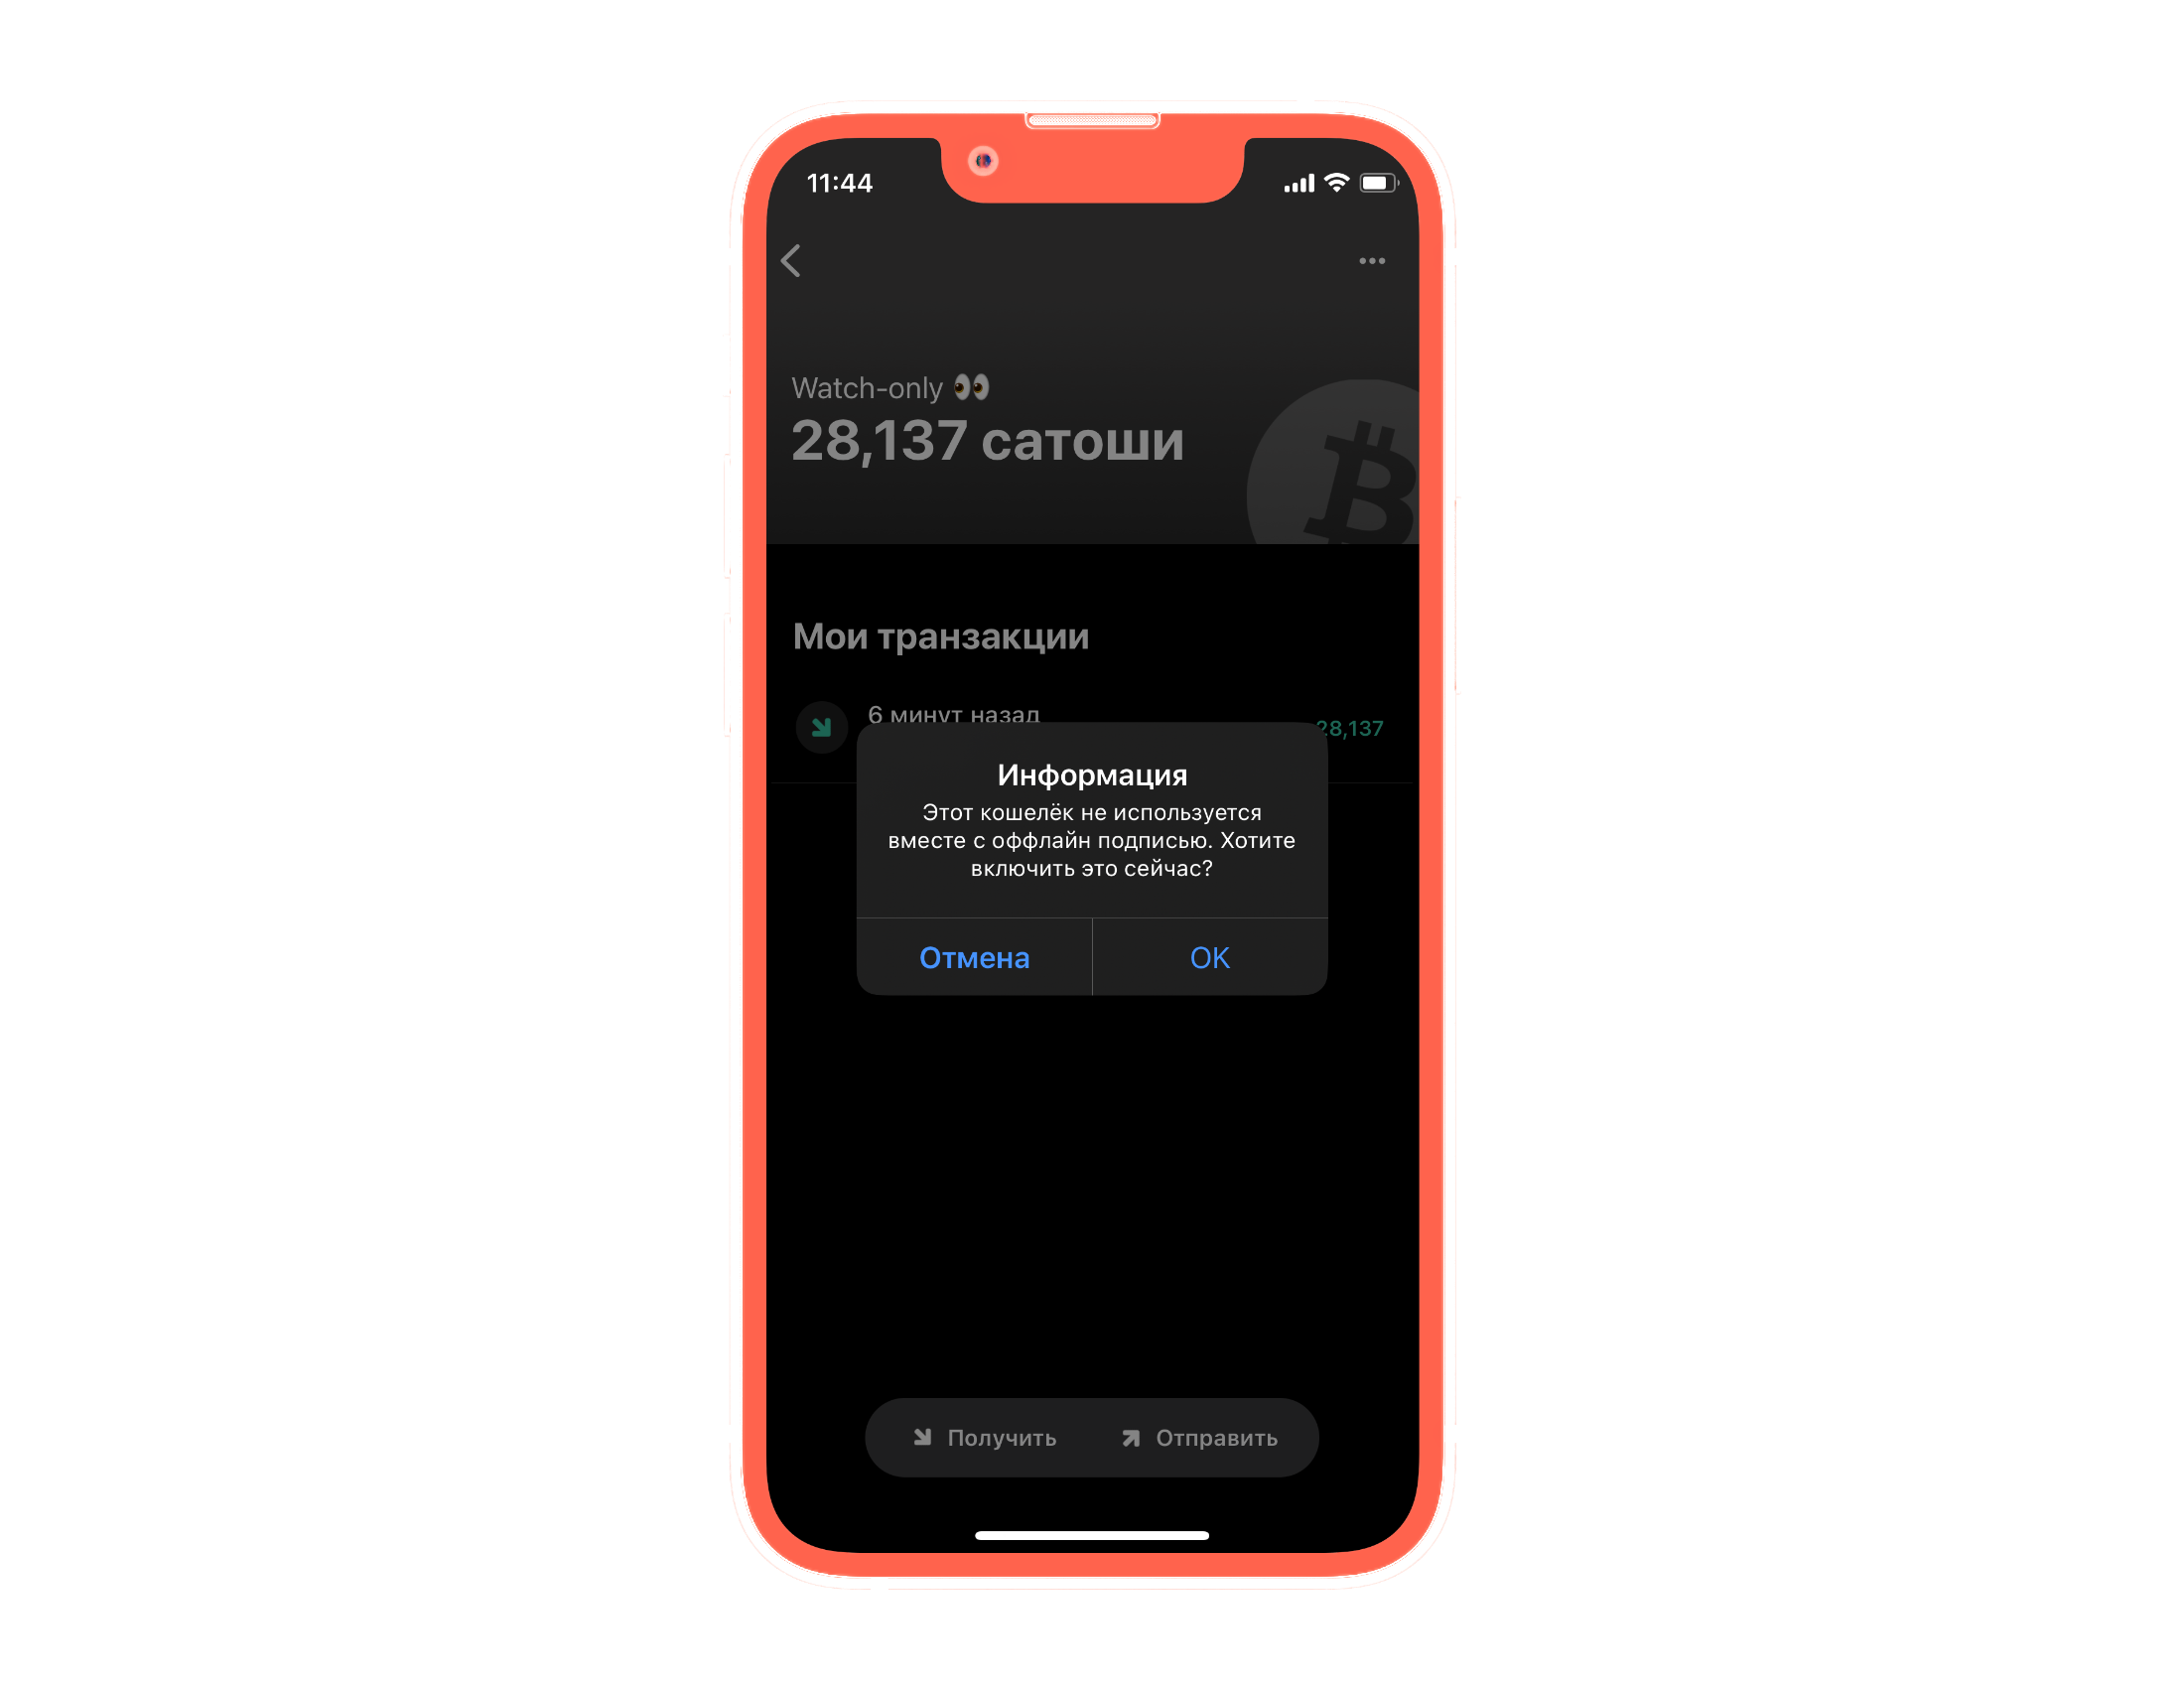 11:44
Watch-only 👀
28,137 сатоши
Мои транзакции
6 минут назад
28,137
Информация
Этот кошелёк не используется
вместе с оффлайн подписью. Хотите
включить это сейчас?
Отмена
OK
Получить
Отправить